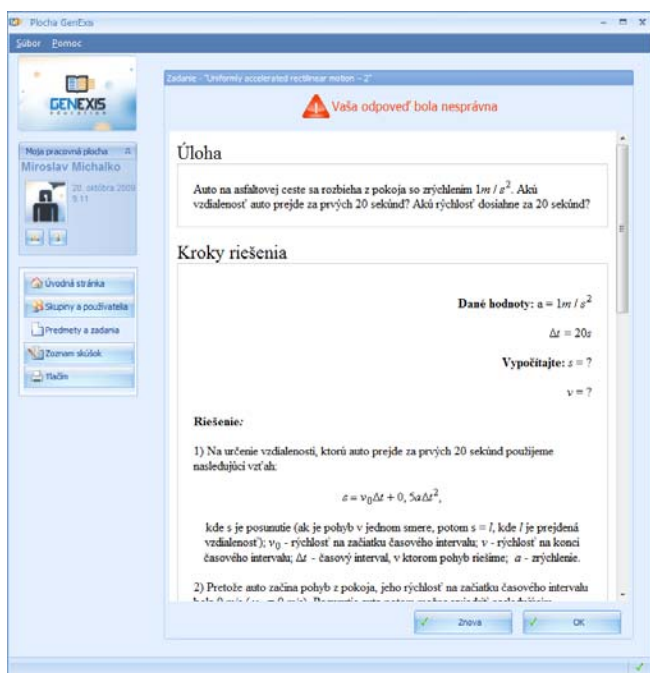 Plocha GenExis
Súbor Pomoc
GENEXIS
EDUCATION
Moja pracovná plocha
Miroslav Michalko
20. októbra 2009
9:11
Úvodná stránka
Skupiny a používatelia
Predmety a zadania
Zoznam skúšok
Tlačim
Zadanie - "Uniformly accelerated rectilinear motion – 2"
Vaša odpoveď bola nesprávna
Úloha
Auto na asfaltovej ceste sa rozbieha z pokoja so zrýchlením 1m / s². Akú
vzdialenosť auto prejde za prvých 20 sekúnd? Akú rýchlosť dosiahne za 20 sekúnd?
Kroky riešenia
Dané hodnoty: a = 1m / s²
Δt = 20s
Vypočítajte: s = ?
v = ?
Riešenie:
1) Na určenie vzdialenosti, ktorú auto prejde za prvých 20 sekúnd použijeme
nasledujúci vzťah:
s = v₀Δt + 0, 5aΔt²,
kde s je posunutie (ak je pohyb v jednom smere, potom s = l, kde l je prejdená
vzdialenosť); v₀ - rýchlosť na začiatku časového intervalu; v - rýchlosť na konci
časového intervalu; Δt - časový interval, v ktorom pohyb riešime; a - zrýchlenie.
2) Pretože auto začína pohyb z pokoja, jeho rýchlosť na začiatku časového intervalu
Znova
OK